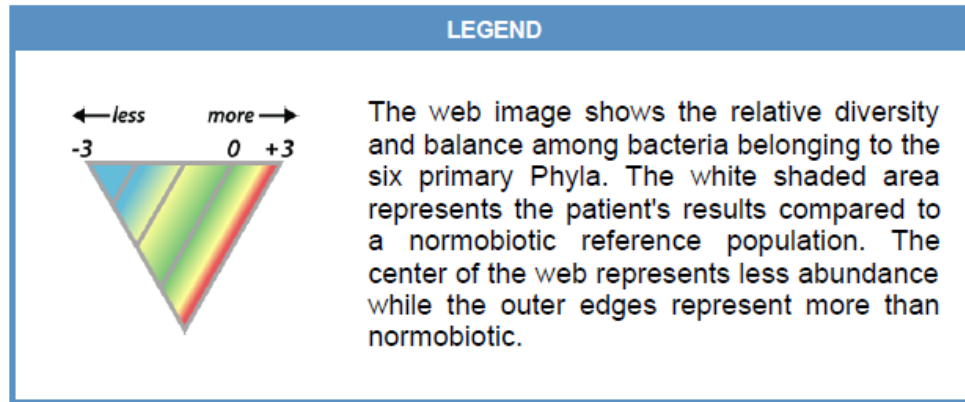 LEGEND
less more
-3 0 +3
The web image shows the relative diversity
and balance among bacteria belonging to the
six primary Phyla. The white shaded area
represents the patient's results compared to
a normobiotic reference population. The
center of the web represents less abundance
while the outer edges represent more than
normobiotic.